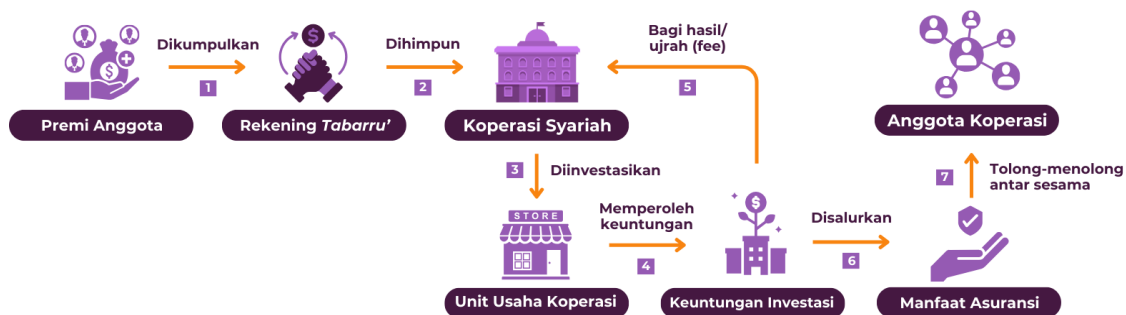 Dikumpulkan
1
Premi Anggota
Dihimpun
2
Rekening Tabarru’
Koperasi Syariah
Bagi hasil/
ujrah (fee)
5
Anggota Koperasi
3
Diinvestasikan
STORE
Unit Usaha Koperasi
Memperoleh
keuntungan
4
Keuntungan Investasi
Disalurkan
6
7
Tolong-menolong
antar sesama
Manfaat Asuransi